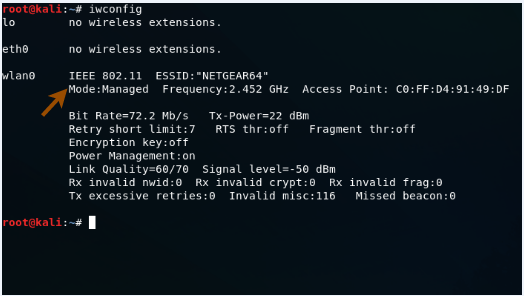 root@kali:~# iwconfig
lo        no wireless extensions.
eth0      no wireless extensions.
wlan0     IEEE 802.11  ESSID:"NETGEAR64"
          Mode:Managed  Frequency:2.452 GHz  Access Point: C0:FF:D4:91:49:DF
          Bit Rate=72.2 Mb/s   Tx-Power=22 dBm
          Retry short limit:7   RTS thr:off   Fragment thr:off
          Encryption key:off
          Power Management:on
          Link Quality=60/70  Signal level=-50 dBm
          Rx invalid nwid:0  Rx invalid crypt:0  Rx invalid frag:0
          Tx excessive retries:0  Invalid misc:116   Missed beacon:0
root@kali:~#